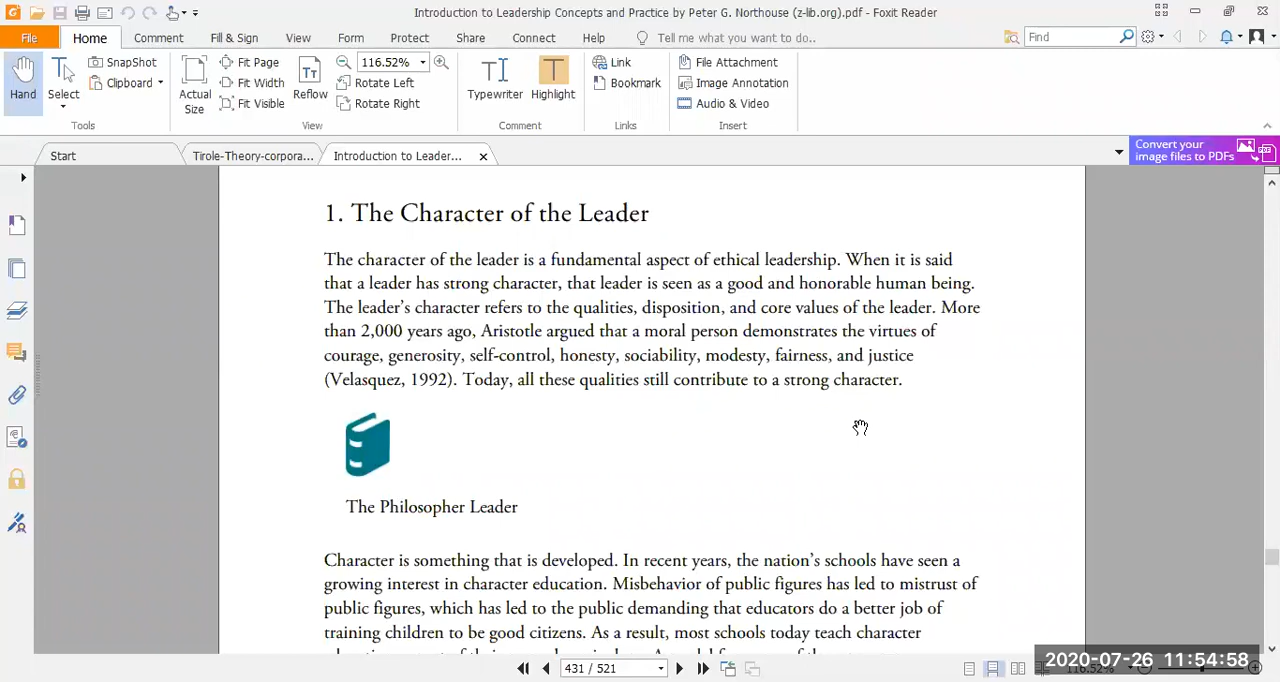 Introduction to Leadership Concepts and Practice by Peter G. Northouse (z-lib.org).pdf - Foxit Reader
File Home Comment Fill & Sign View Form Protect Share Connect Help Tell me what you want to do.. Find
Hand
Select
SnapShot
Clipboard
Tools
Actual Size
Fit Page
Fit Width
Fit Visible
Reflow
116.52%
Rotate Left
Rotate Right
View
Typewriter
Highlight
Comment
Link
Bookmark
Links
File Attachment
Image Annotation
Audio & Video
Insert
Start
Tirole-Theory-corpora...
Introduction to Leader...
Convert your
image files to PDFs
1. The Character of the Leader
The character of the leader is a fundamental aspect of ethical leadership. When it is said
that a leader has strong character, that leader is seen as a good and honorable human being.
The leader's character refers to the qualities, disposition, and core values of the leader. More
than 2,000 years ago, Aristotle argued that a moral person demonstrates the virtues of
courage, generosity, self-control, honesty, sociability, modesty, fairness, and justice
(Velasquez, 1992). Today, all these qualities still contribute to a strong character.
The Philosopher Leader
Character is something that is developed. In recent years, the nation's schools have seen a
growing interest in character education. Misbehavior of public figures has led to mistrust of
public figures, which has led to the public demanding that educators do a better job of
training children to be good citizens. As a result, most schools today teach character
431 / 521
2020-07-26 11:54:58